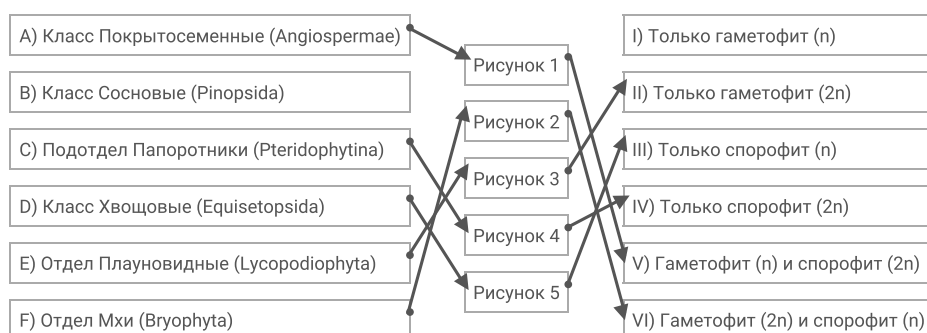 A) Класс Покрытосеменные (Angiospermae)
B) Класс Сосновые (Pinopsida)
C) Подотдел Папоротники (Pteridophytina)
D) Класс Хвощовые (Equisetopsida)
E) Отдел Плауновидные (Lycopodiophyta)
F) Отдел Мхи (Bryophyta)
Рисунок 1
Рисунок 2
Рисунок 3
Рисунок 4
Рисунок 5
I) Только гаметофит (n)
II) Только гаметофит (2n)
III) Только спорофит (n)
IV) Только спорофит (2n)
V) Гаметофит (n) и спорофит (2n)
VI) Гаметофит (2n) и спорофит (n)